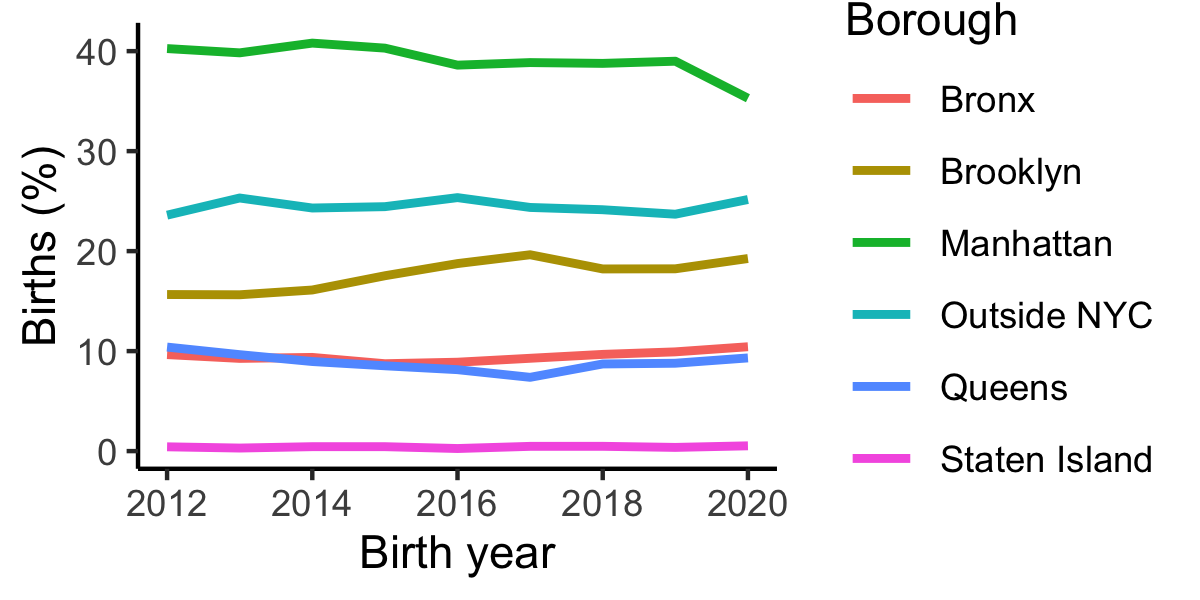 Births (%)
40
30
20
10
0
2012 2014 2016 2018 2020
Birth year
Borough
Bronx
Brooklyn
Manhattan
Outside NYC
Queens
Staten Island